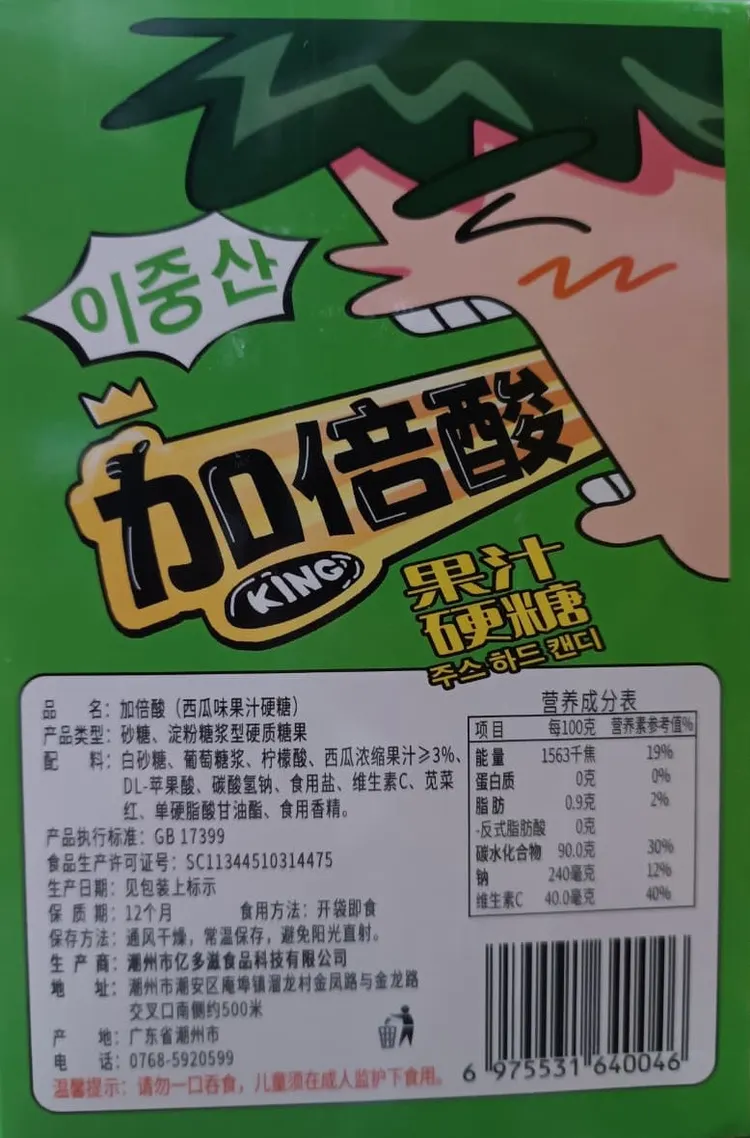 이중산
加倍酸
KING
果汁
硬糖
주스 하드 캔디
品 名：加倍酸（西瓜味果汁硬糖）
产品类型：砂糖、淀粉糖浆型硬质糖果
配 料：白砂糖、葡萄糖浆、柠檬酸、西瓜浓缩果汁≥3%、
DL-苹果酸、碳酸氢钠、食用盐、维生素C、苋菜
红、单硬脂酸甘油酯、食用香精。
产品执行标准：GB 17399
食品生产许可证号：SC11344510314475
生产日期：见包装上标示
保 质 期：12个月 食用方法：开袋即食
保存方法：通风干燥，常温保存，避免阳光直射。
生 产 商：潮州市亿多滋食品科技有限公司
地 址：潮州市潮安区庵埠镇溜龙村金凤路与金龙路
交叉口南侧约500米
产 地：广东省潮州市
电 话：0768-5920599
温馨提示：请勿一口吞食，儿童须在成人监护下食用。
营养成分表
项目 每100克 营养素参考值%
能量 1563千焦 19%
蛋白质 0克 0%
脂肪 0.9克 2%
-反式脂肪酸 0克
碳水化合物 90.0克 30%
钠 240毫克 12%
维生素C 40.0毫克 40%
6 975531 640046